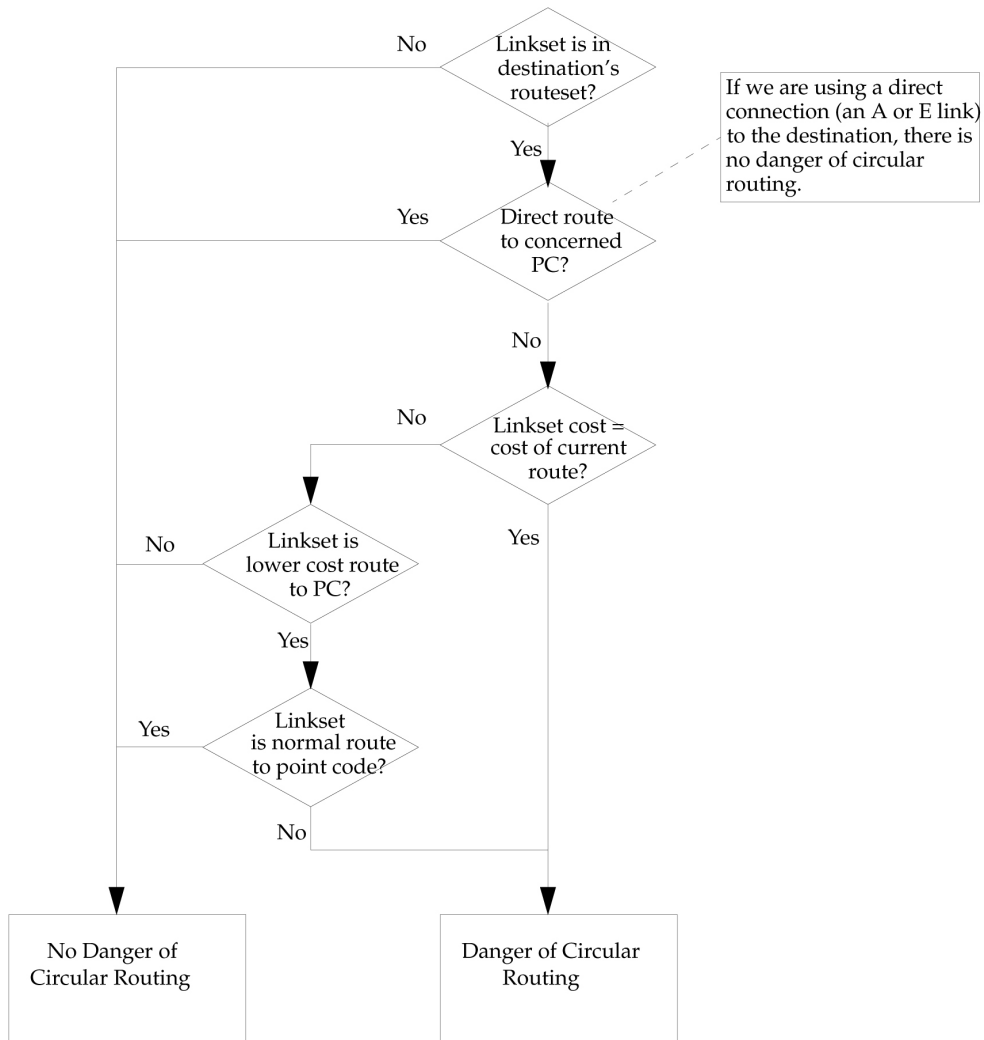 No
Linkset is in
destination's
routeset?
If we are using a direct
connection (an A or E link)
to the destination, there is
no danger of circular
routing.
Yes
Yes
Direct route
to concerned
PC?
No
No
Linkset cost =
cost of current
route?
No
Linkset is
lower cost route
to PC?
Yes
Yes
Yes
Linkset
is normal route
to point code?
No
No Danger of
Circular Routing
Danger of Circular
Routing